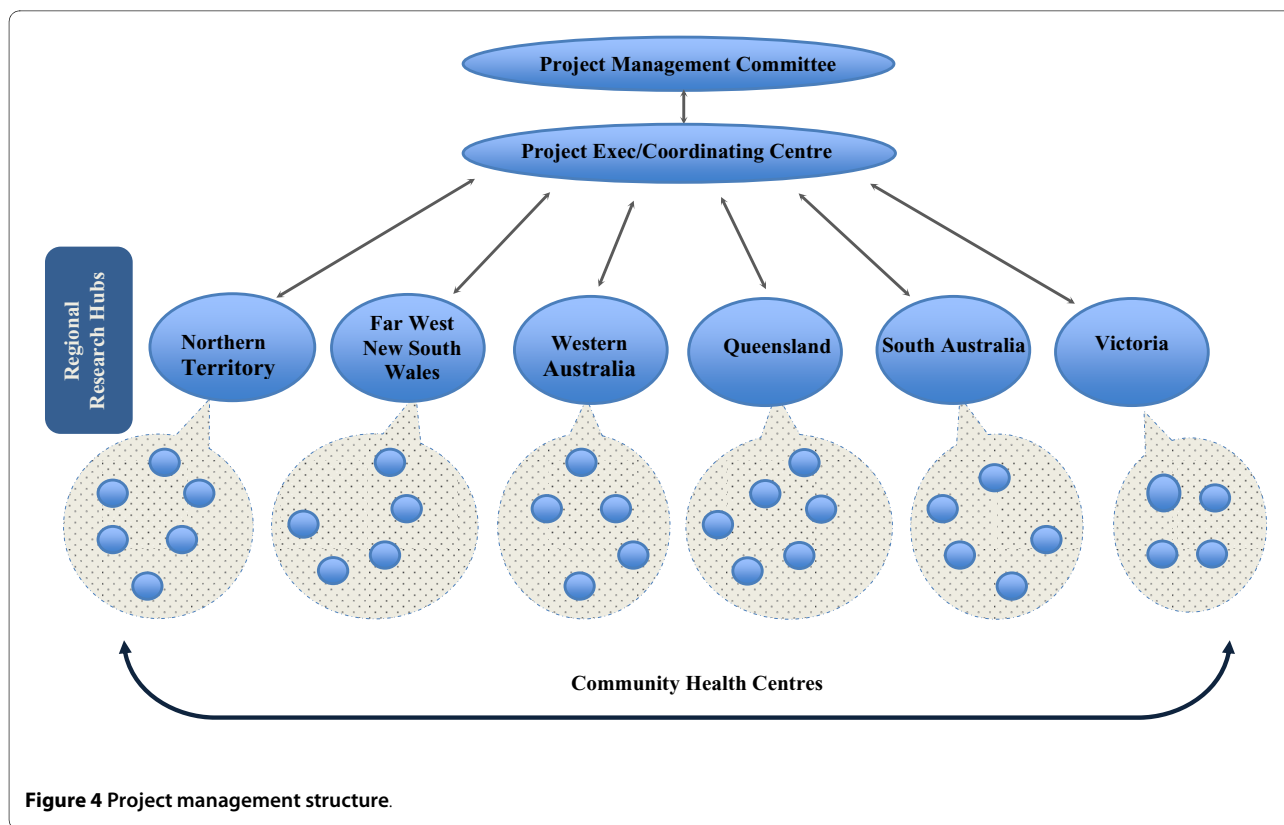 Project Management Committee
Project Exec/Coordinating Centre
Regional
Research Hubs
Northern
Territory
Far West
New South
Wales
Western
Australia
Queensland
South Australia
Victoria
Community Health Centres
Figure 4 Project management structure.